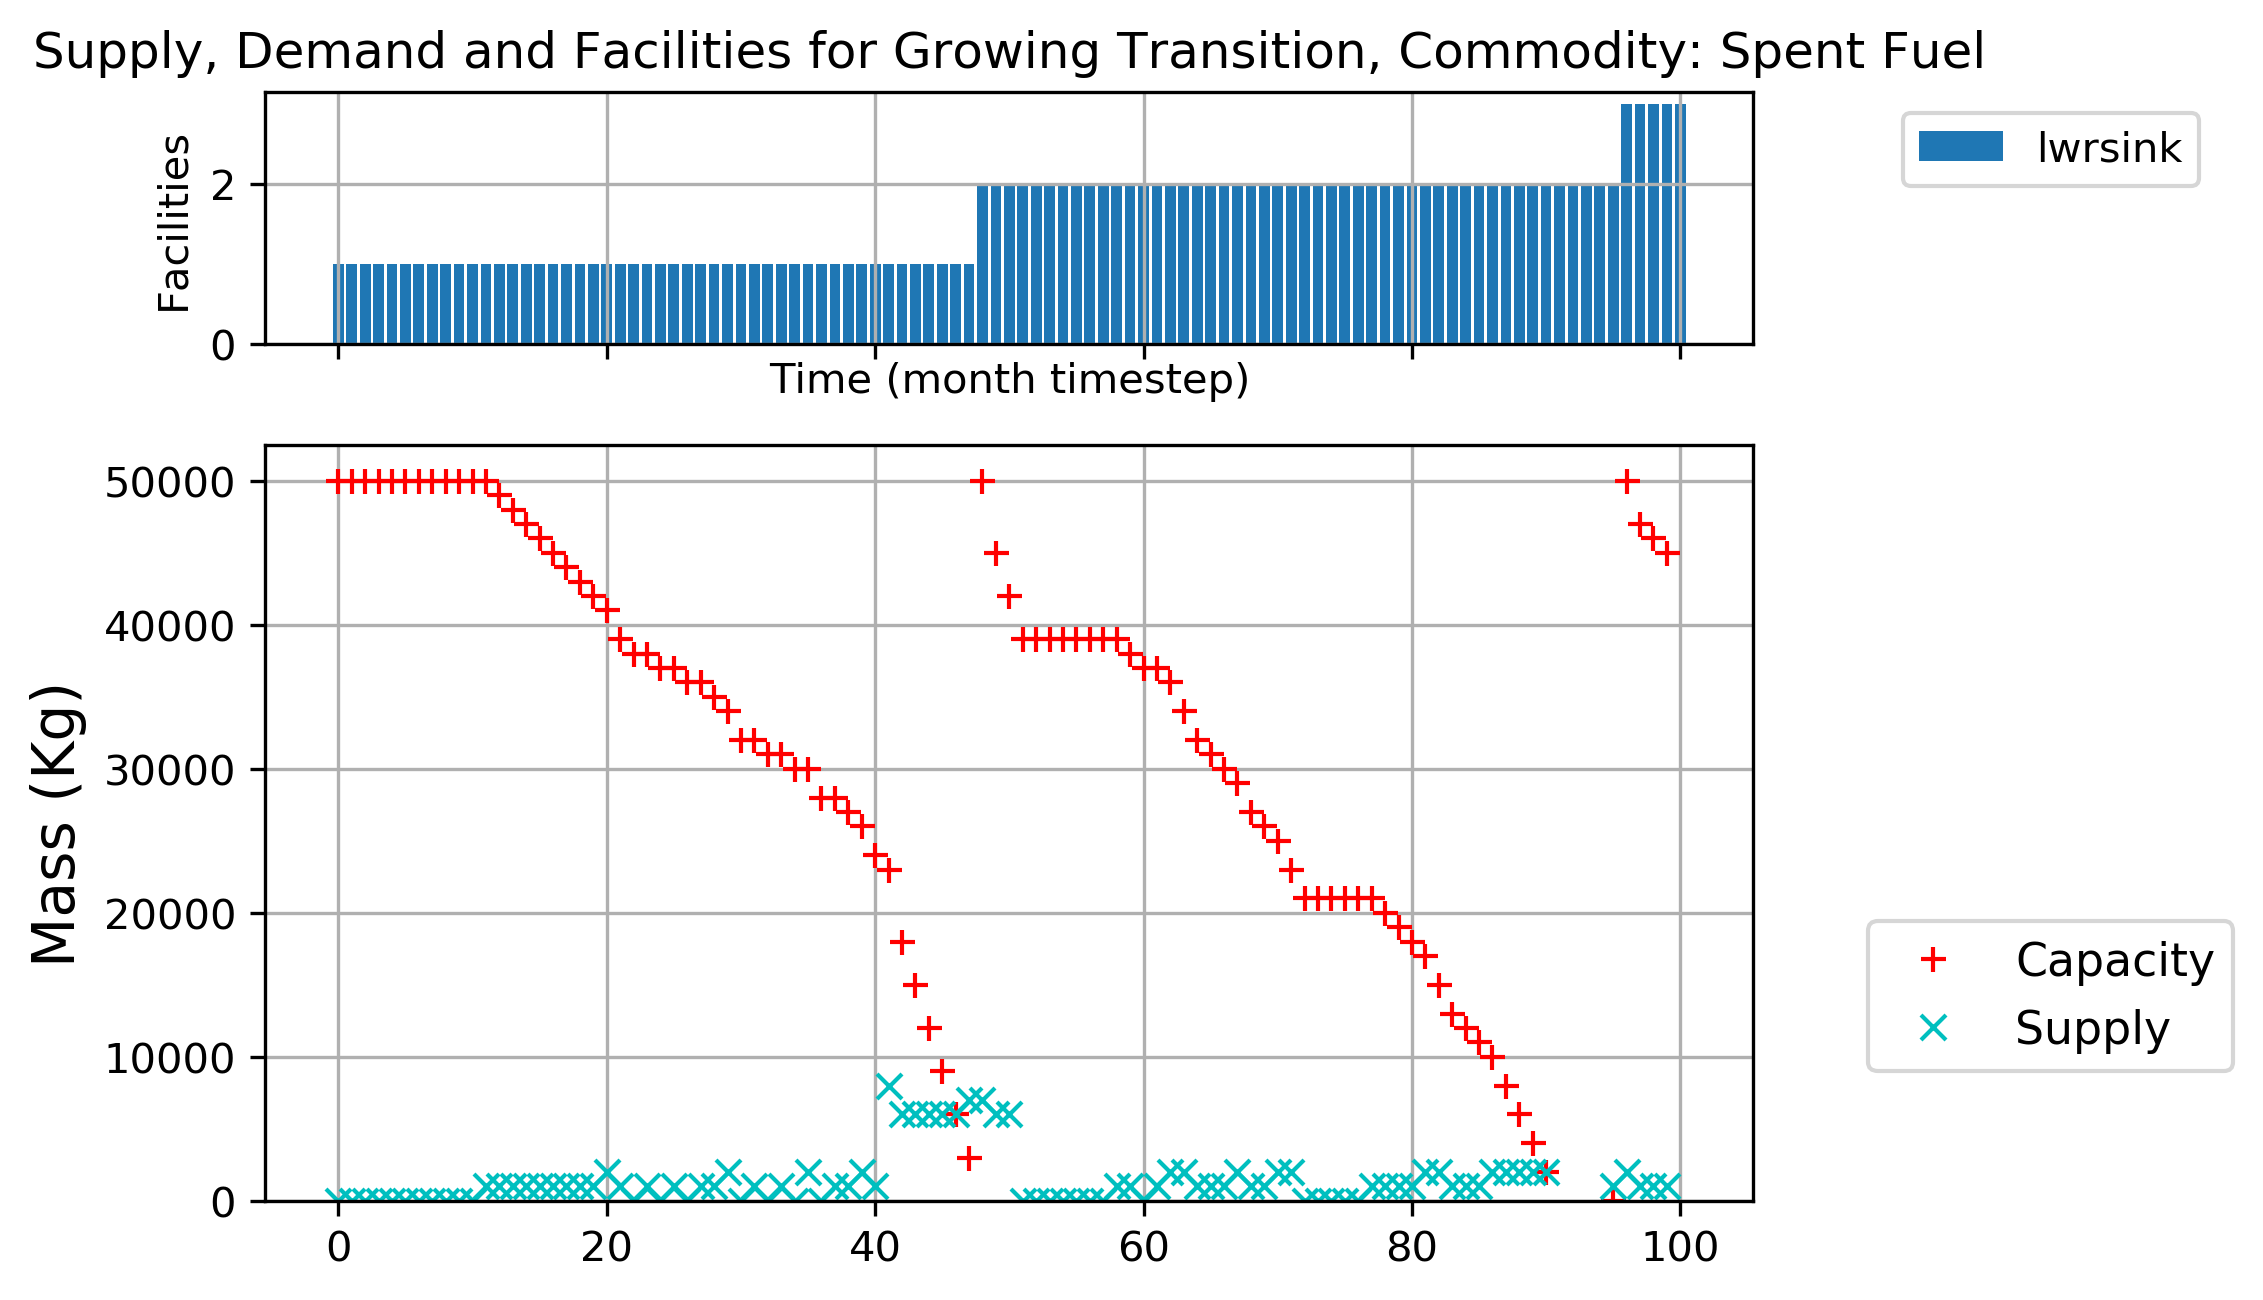 Supply, Demand and Facilities for Growing Transition, Commodity: Spent Fuel
Facilities
2
0
lwrsink
Time (month timestep)
Mass (Kg)
50000
40000
30000
20000
10000
0
Capacity
Supply
0 20 40 60 80 100